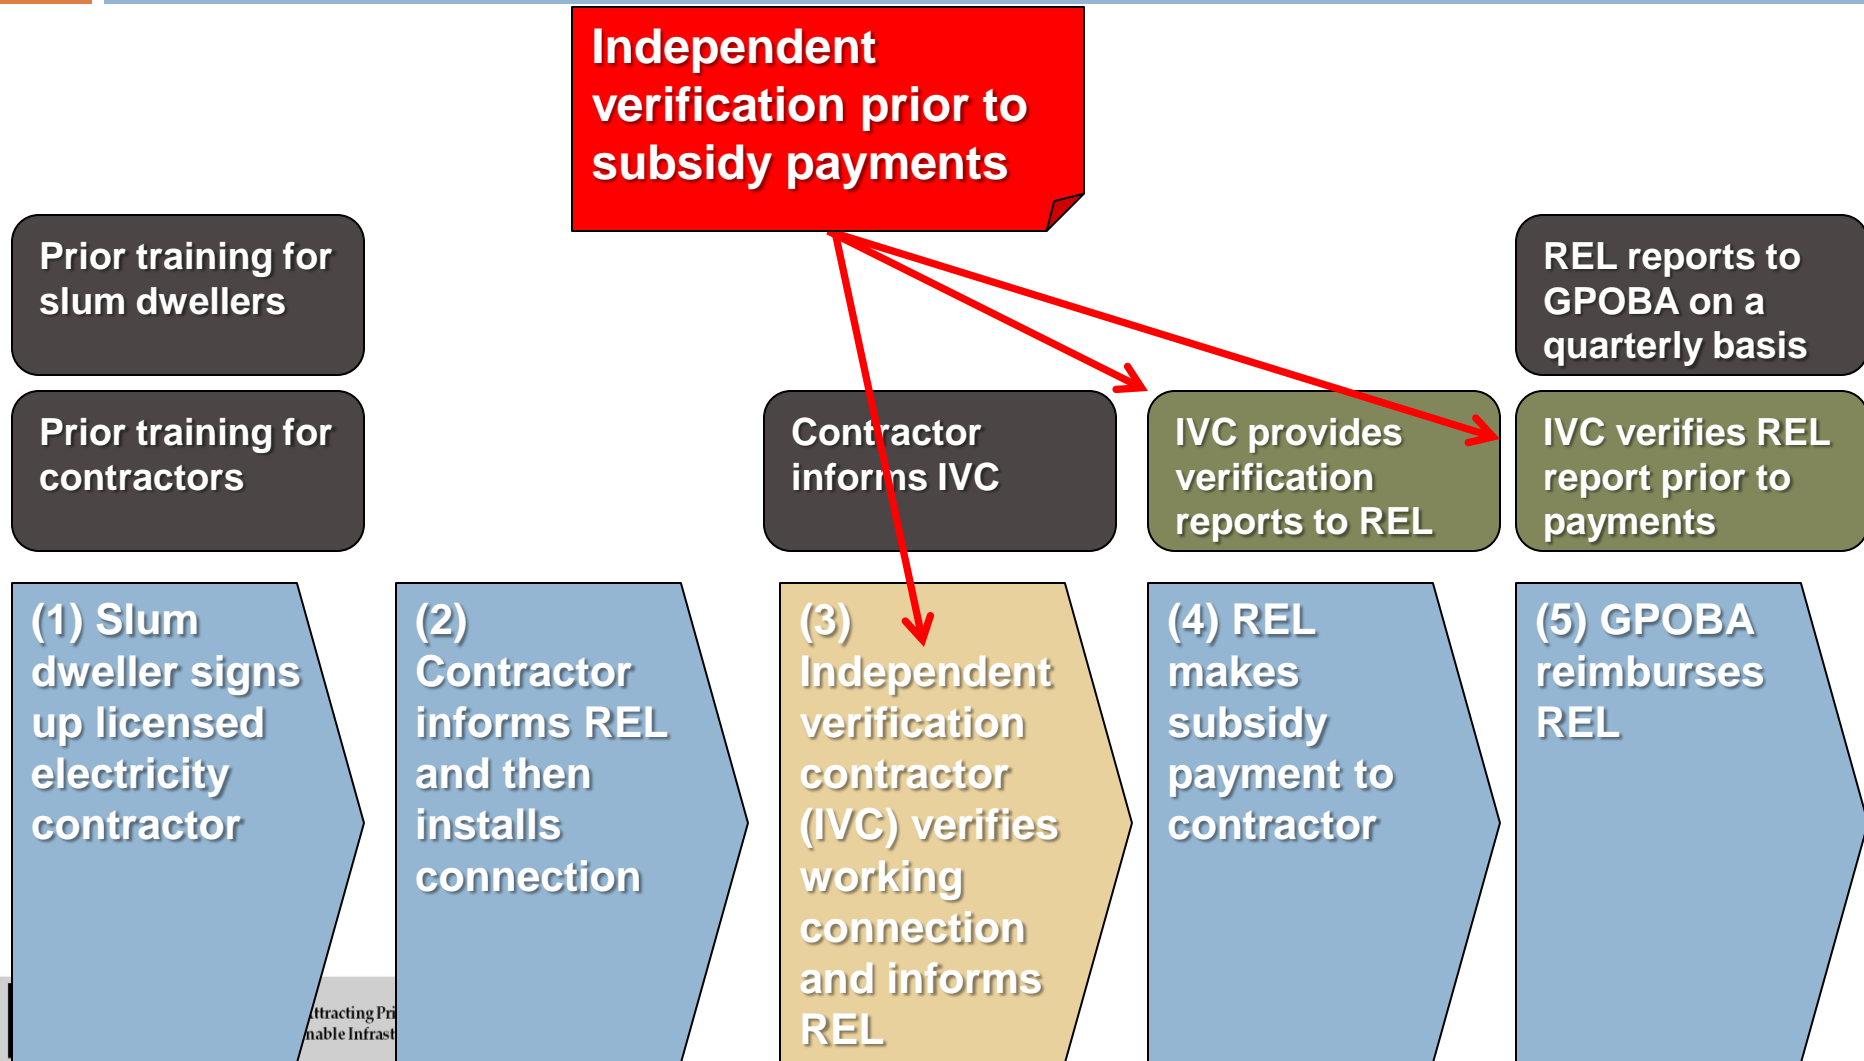 Independent
verification prior to
subsidy payments
Prior training for
slum dwellers
REL reports to
GPOBA on a
quarterly basis
Prior training for
contractors
Contractor
informs IVC
IVC provides
verification
reports to REL
IVC verifies REL
report prior to
payments
(1) Slum
dweller signs
up licensed
electricity
contractor
(2)
Contractor
informs REL
and then
installs
connection
(3)
Independent
verification
contractor
(IVC) verifies
working
connection
and informs
REL
(4) REL
makes
subsidy
payment to
contractor
(5) GPOBA
reimburses
REL